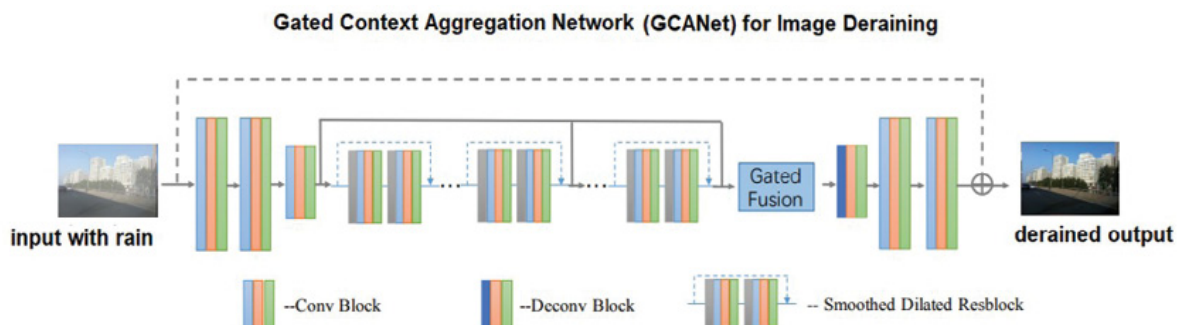 Gated Context Aggregation Network (GCANet) for Image Deraining
Gated
Fusion
input with rain
derained output
--Conv Block
--Deconv Block
-- Smoothed Dilated Resblock